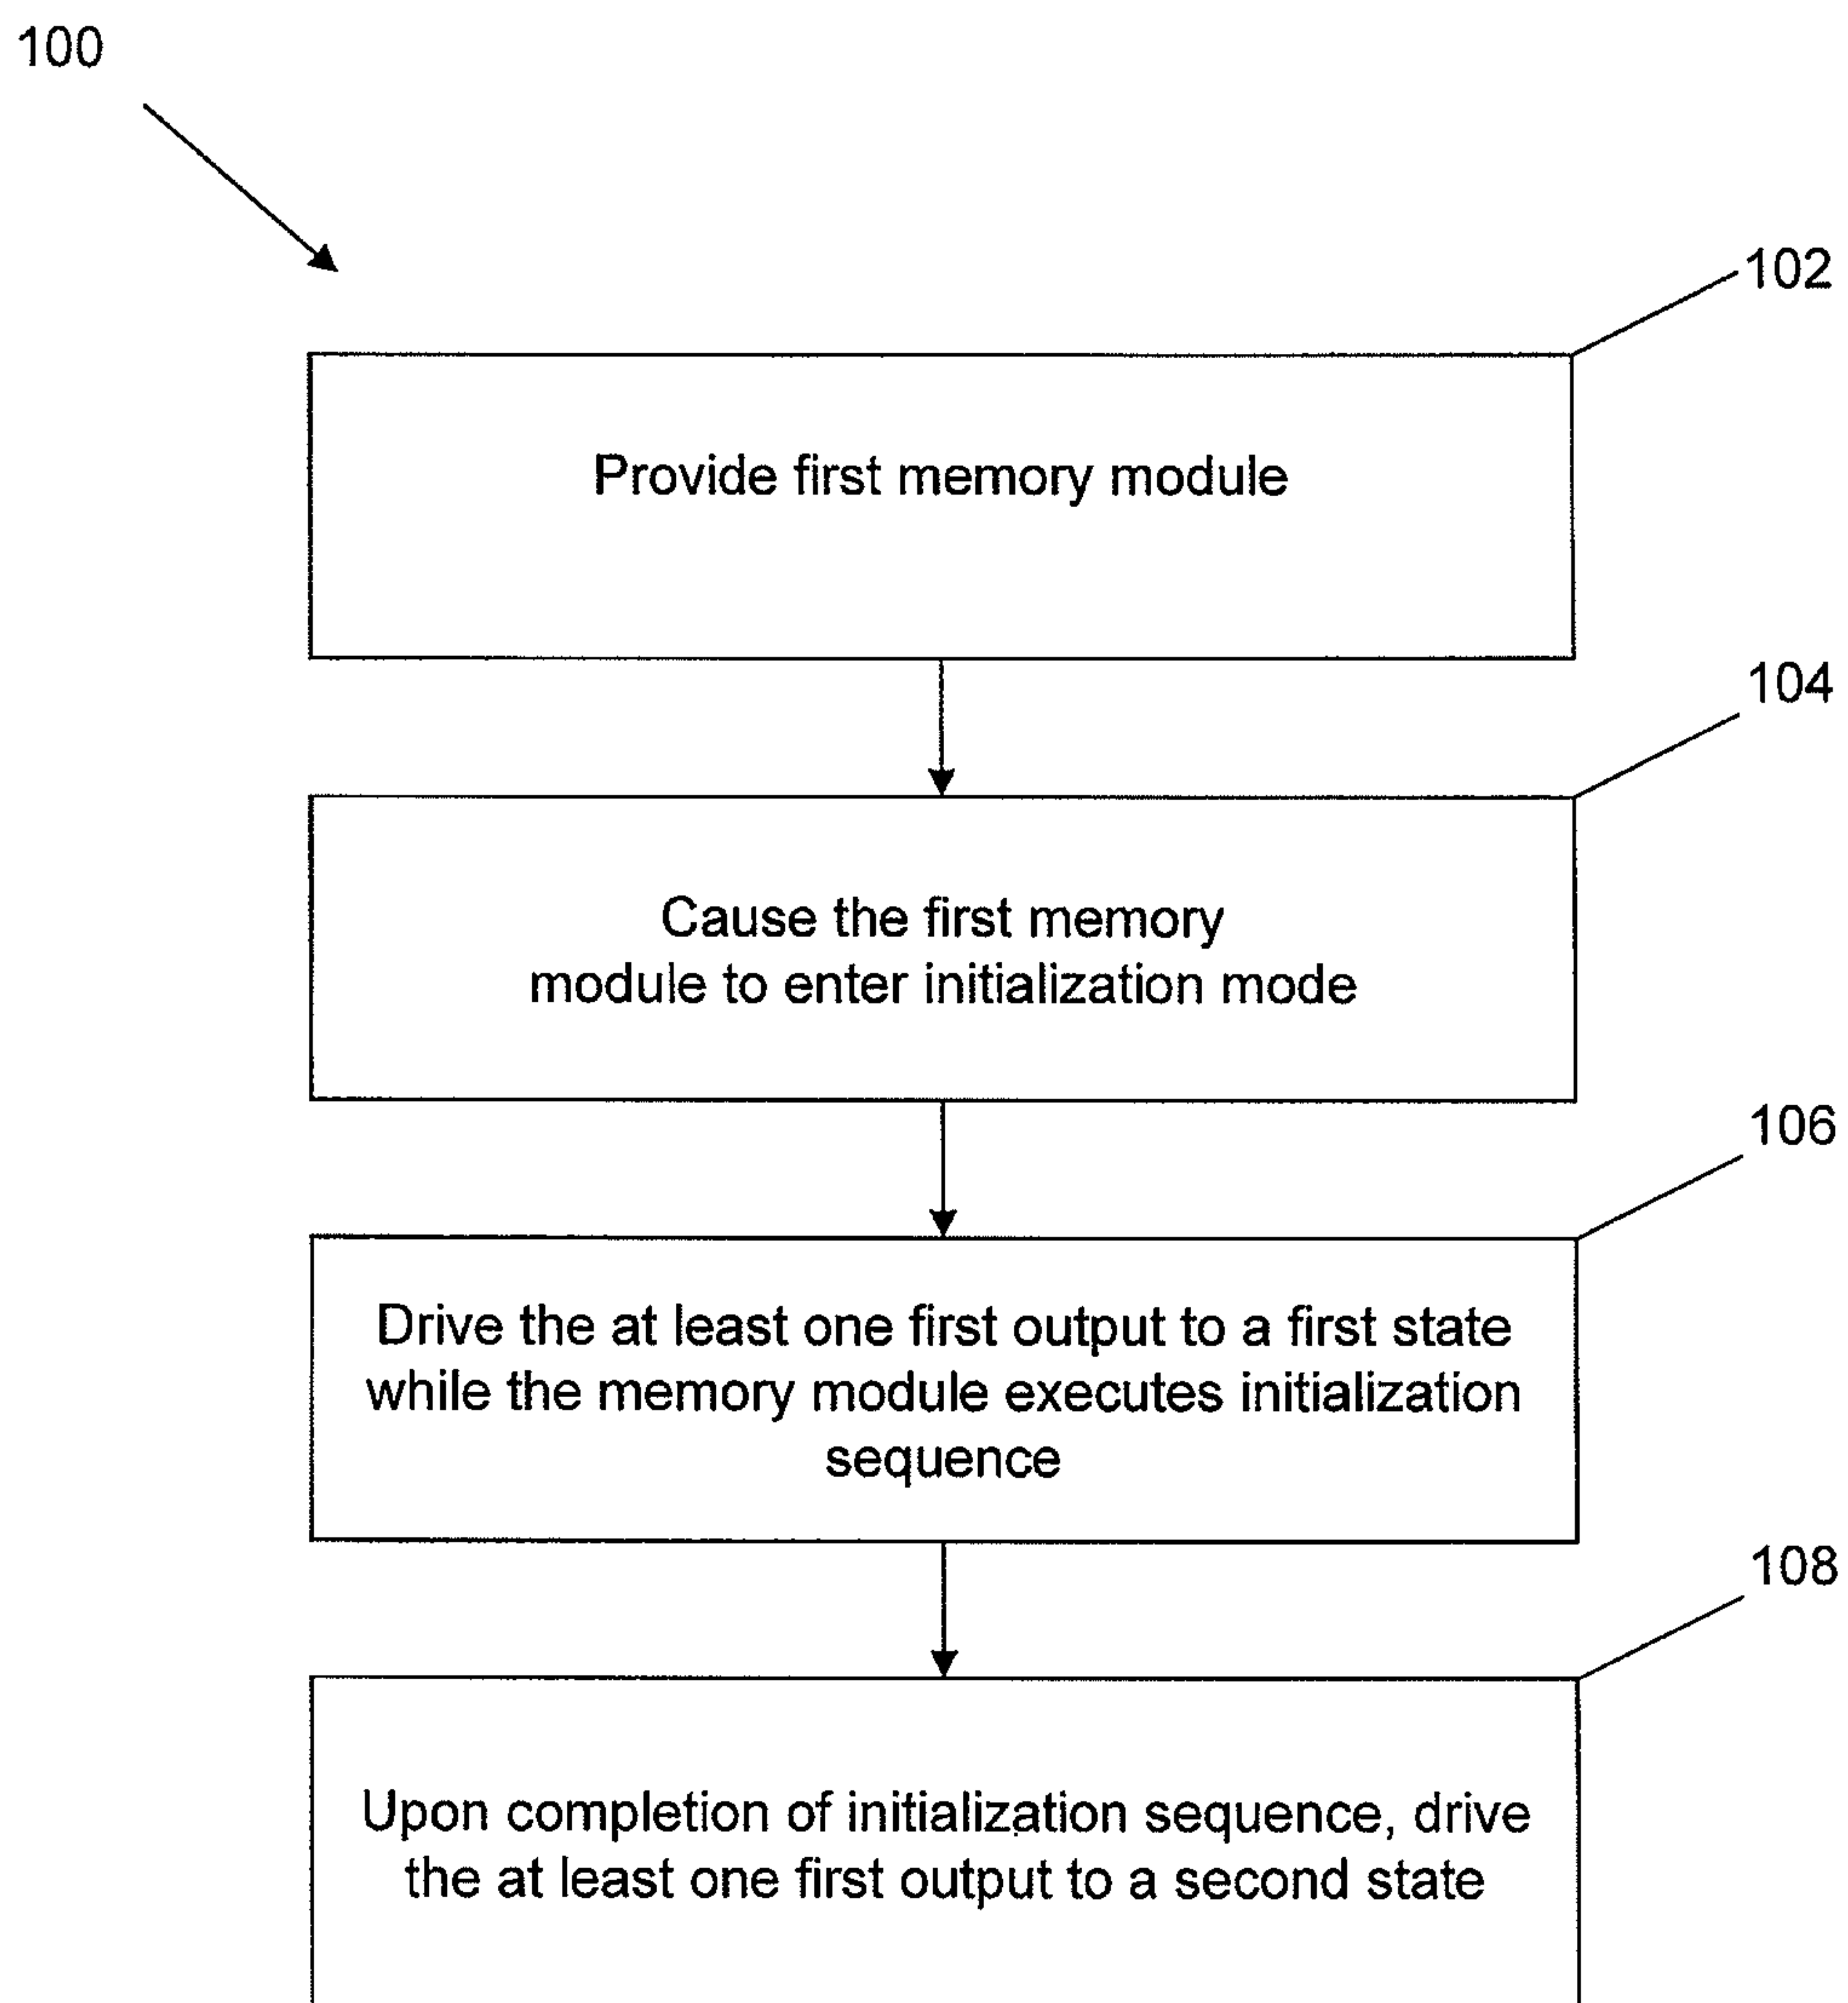 100
102
Provide first memory module
104
Cause the first memory
module to enter initialization mode
106
Drive the at least one first output to a first state
while the memory module executes initialization
sequence
108
Upon completion of initialization sequence, drive
the at least one first output to a second state